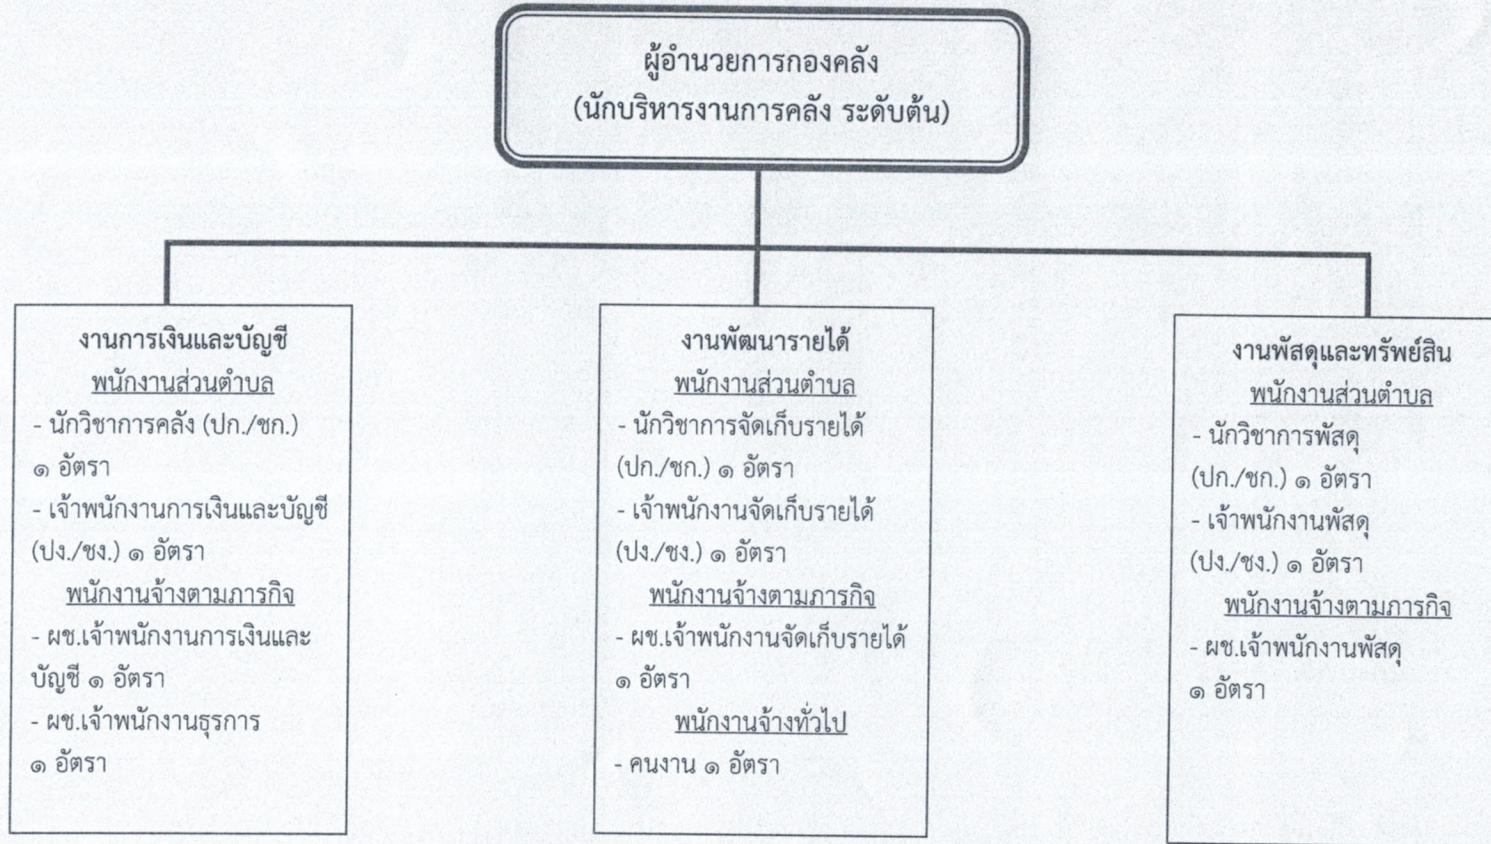 ผู้อำนวยการกองคลัง
(นักบริหารงานการคลัง ระดับต้น)
งานการเงินและบัญชี
พนักงานส่วนตำบล
- นักวิชาการคลัง (ปก./ชก.)
๑ อัตรา
- เจ้าพนักงานการเงินและบัญชี
(ปง./ชง.) ๑ อัตรา
พนักงานจ้างตามภารกิจ
- ผช.เจ้าพนักงานการเงินและ
บัญชี ๑ อัตรา
- ผช.เจ้าพนักงานธุรการ
๑ อัตรา
งานพัฒนารายได้
พนักงานส่วนตำบล
- นักวิชาการจัดเก็บรายได้
(ปก./ชก.) ๑ อัตรา
- เจ้าพนักงานจัดเก็บรายได้
(ปง./ชง.) ๑ อัตรา
พนักงานจ้างตามภารกิจ
- ผช.เจ้าพนักงานจัดเก็บรายได้
๑ อัตรา
พนักงานจ้างทั่วไป
- คนงาน ๑ อัตรา
งานพัสดุและทรัพย์สิน
พนักงานส่วนตำบล
- นักวิชาการพัสดุ
(ปก./ชก.) ๑ อัตรา
- เจ้าพนักงานพัสดุ
(ปง./ชง.) ๑ อัตรา
พนักงานจ้างตามภารกิจ
- ผช.เจ้าพนักงานพัสดุ
๑ อัตรา